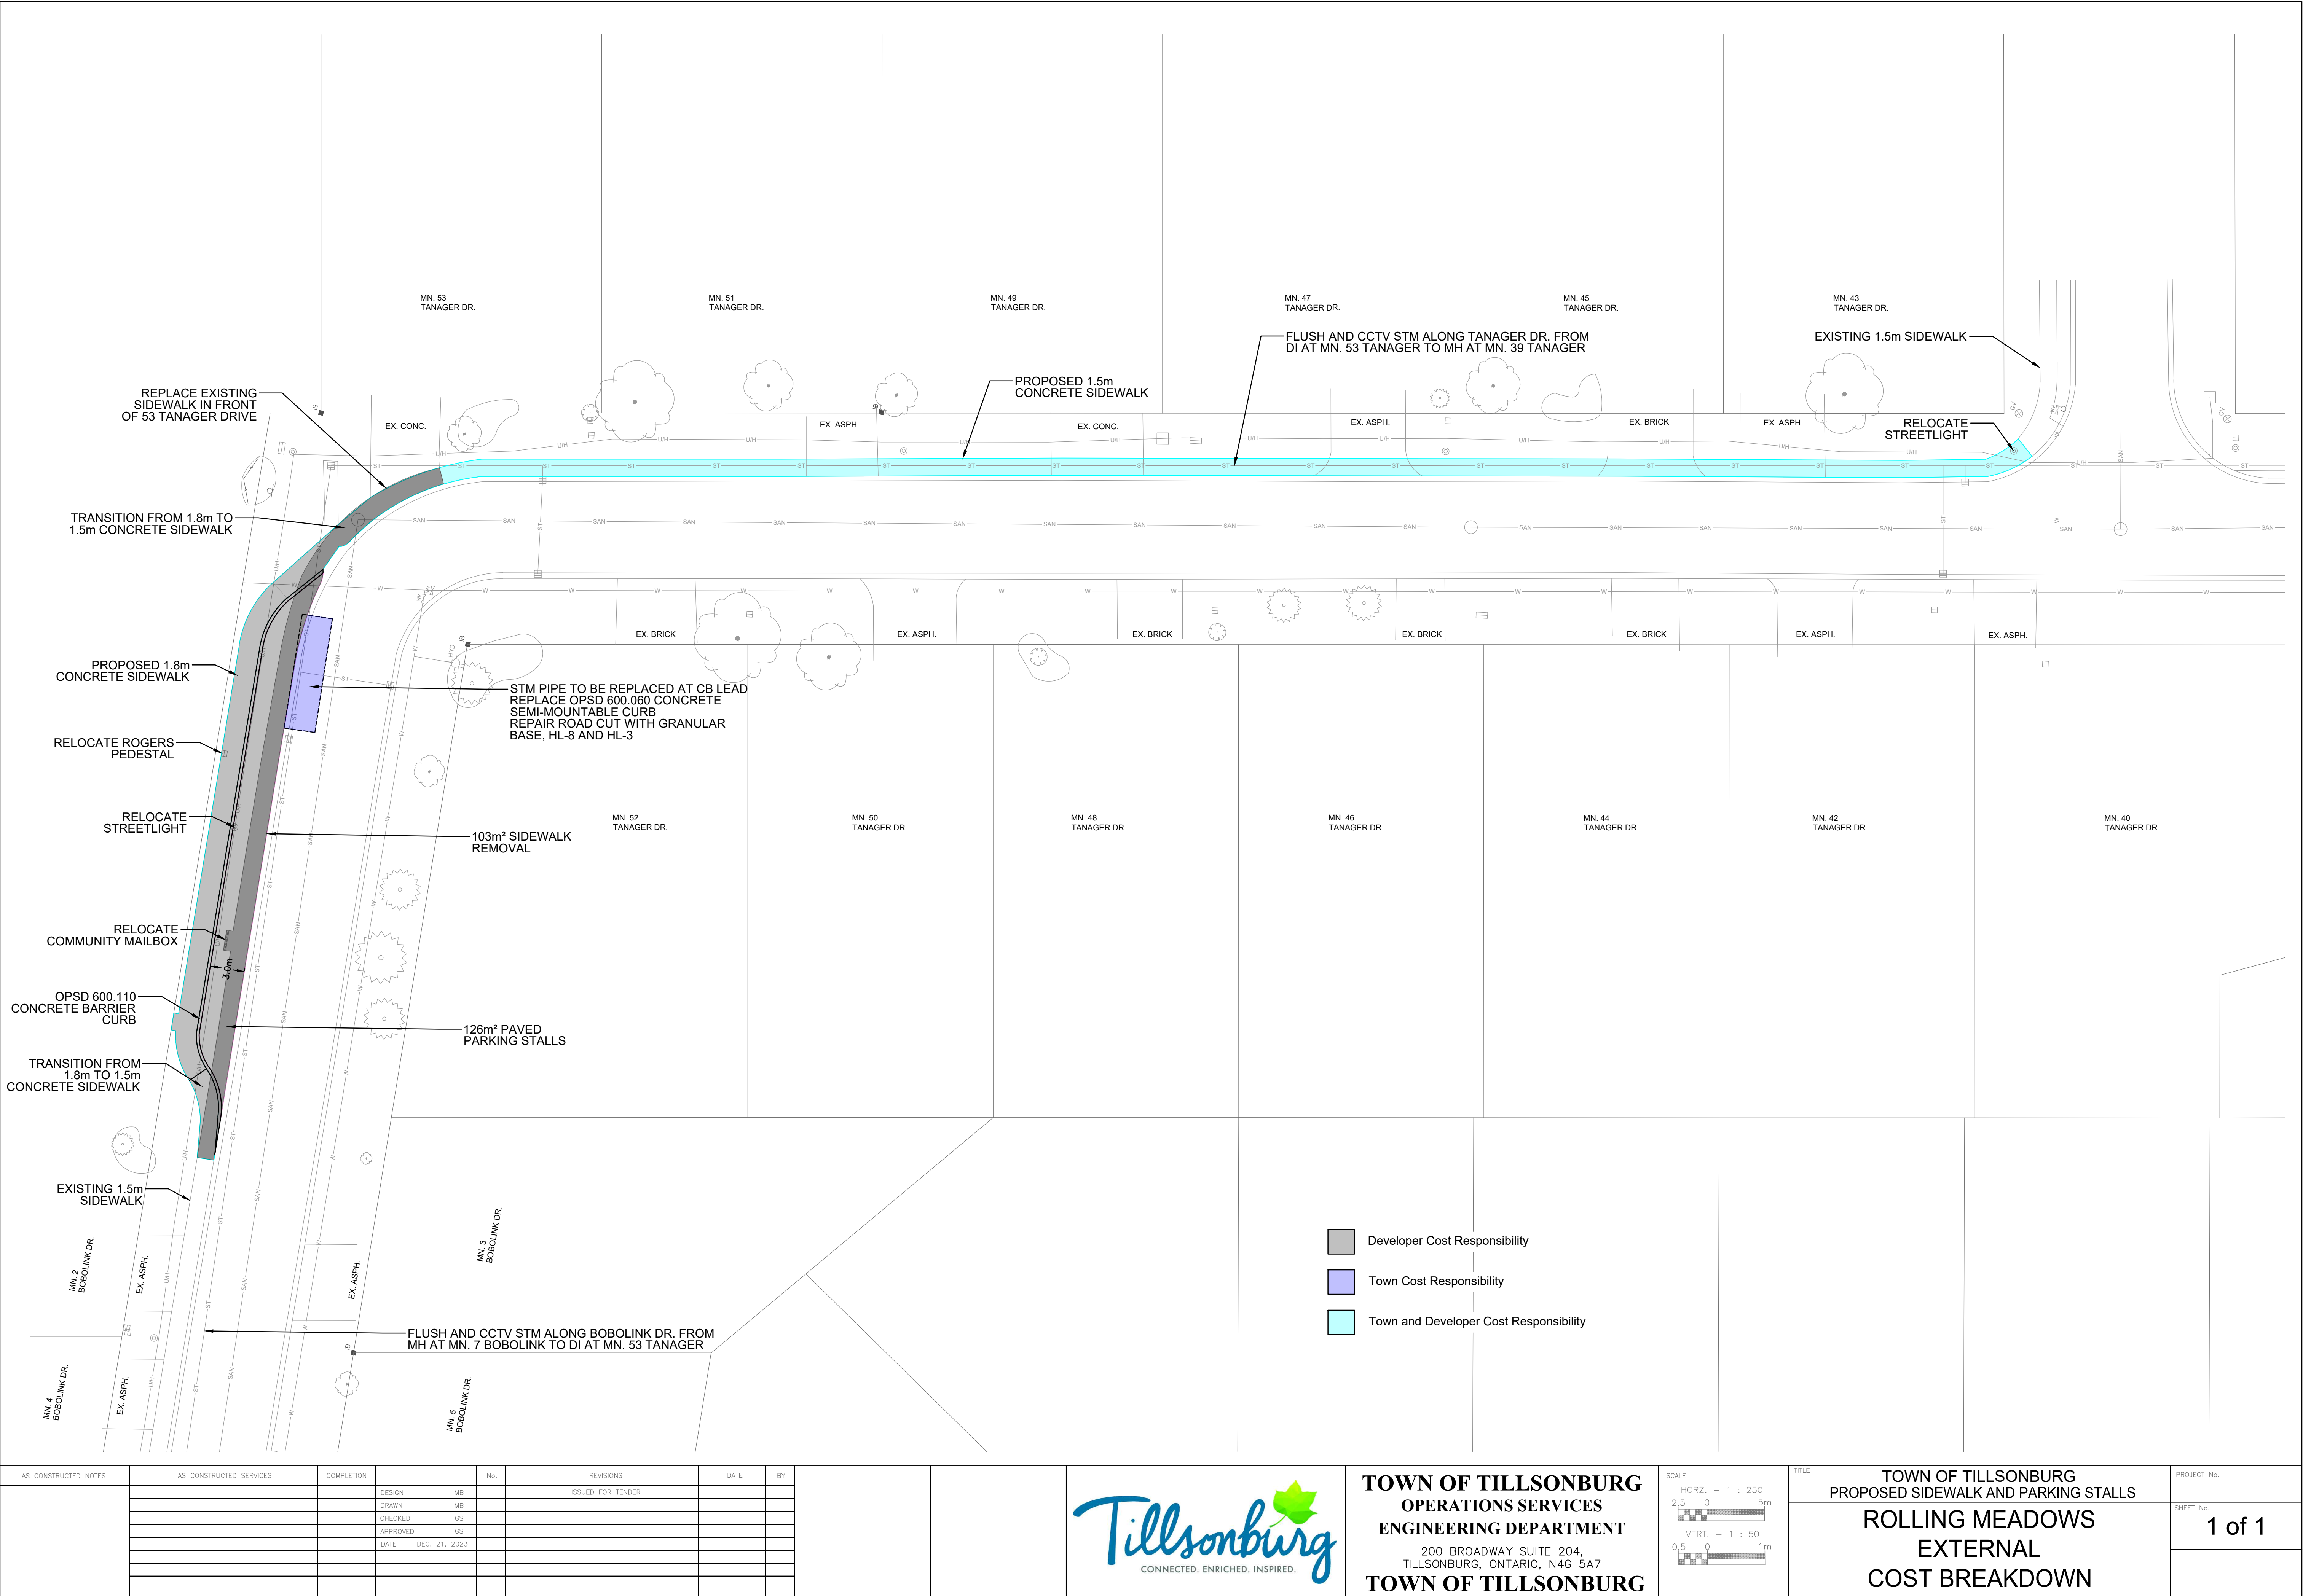 MN. 53
TANAGER DR.
MN. 51
TANAGER DR.
MN. 49
TANAGER DR.
MN. 47
TANAGER DR.
MN. 45
TANAGER DR.
MN. 43
TANAGER DR.
FLUSH AND CCTV STM ALONG TANAGER DR. FROM
DI AT MN. 53 TANAGER TO MH AT MN. 39 TANAGER
EXISTING 1.5m SIDEWALK
PROPOSED 1.5m
CONCRETE SIDEWALK
REPLACE EXISTING
SIDEWALK IN FRONT
OF 53 TANAGER DRIVE
EX. CONC.
EX. ASPH.
EX. CONC.
EX. ASPH.
EX. BRICK
EX. ASPH.
RELOCATE
STREETLIGHT
TRANSITION FROM 1.8m TO
1.5m CONCRETE SIDEWALK
EX. BRICK
EX. ASPH.
EX. BRICK
EX. BRICK
EX. BRICK
EX. ASPH.
EX. ASPH.
PROPOSED 1.8m
CONCRETE SIDEWALK
STM PIPE TO BE REPLACED AT CB LEAD
REPLACE OPSD 600.060 CONCRETE
SEMI-MOUNTABLE CURB
REPAIR ROAD CUT WITH GRANULAR
BASE, HL-8 AND HL-3
RELOCATE ROGERS
PEDESTAL
RELOCATE
STREETLIGHT
103m² SIDEWALK
REMOVAL
MN. 52
TANAGER DR.
MN. 50
TANAGER DR.
MN. 48
TANAGER DR.
MN. 46
TANAGER DR.
MN. 44
TANAGER DR.
MN. 42
TANAGER DR.
MN. 40
TANAGER DR.
RELOCATE
COMMUNITY MAILBOX
3.0m
OPSD 600.110
CONCRETE BARRIER
CURB
126m² PAVED
PARKING STALLS
TRANSITION FROM
1.8m TO 1.5m
CONCRETE SIDEWALK
EXISTING 1.5m
SIDEWALK
MN. 2
BOBOLINK DR.
EX. ASPH.
MN. 3
BOBOLINK DR.
EX. ASPH.
FLUSH AND CCTV STM ALONG BOBOLINK DR. FROM
MH AT MN. 7 BOBOLINK TO DI AT MN. 53 TANAGER
MN. 4
BOBOLINK DR.
EX. ASPH.
MN. 5
BOBOLINK DR.
Developer Cost Responsibility
Town Cost Responsibility
Town and Developer Cost Responsibility
AS CONSTRUCTED NOTES
AS CONSTRUCTED SERVICES
COMPLETION
No.
REVISIONS
DATE
BY
DESIGN MB
ISSUED FOR TENDER
DRAWN MB
CHECKED GS
APPROVED GS
DATE DEC. 21, 2023
Tillsonburg
CONNECTED. ENRICHED. INSPIRED.
TOWN OF TILLSONBURG
OPERATIONS SERVICES
ENGINEERING DEPARTMENT
200 BROADWAY SUITE 204,
TILLSONBURG, ONTARIO, N4G 5A7
TOWN OF TILLSONBURG
SCALE
HORZ. - 1 : 250
2.5 0 5m
VERT. - 1 : 50
0.5 0 1m
TITLE
TOWN OF TILLSONBURG
PROPOSED SIDEWALK AND PARKING STALLS
ROLLING MEADOWS
EXTERNAL
COST BREAKDOWN
PROJECT No.
SHEET No.
1 of 1